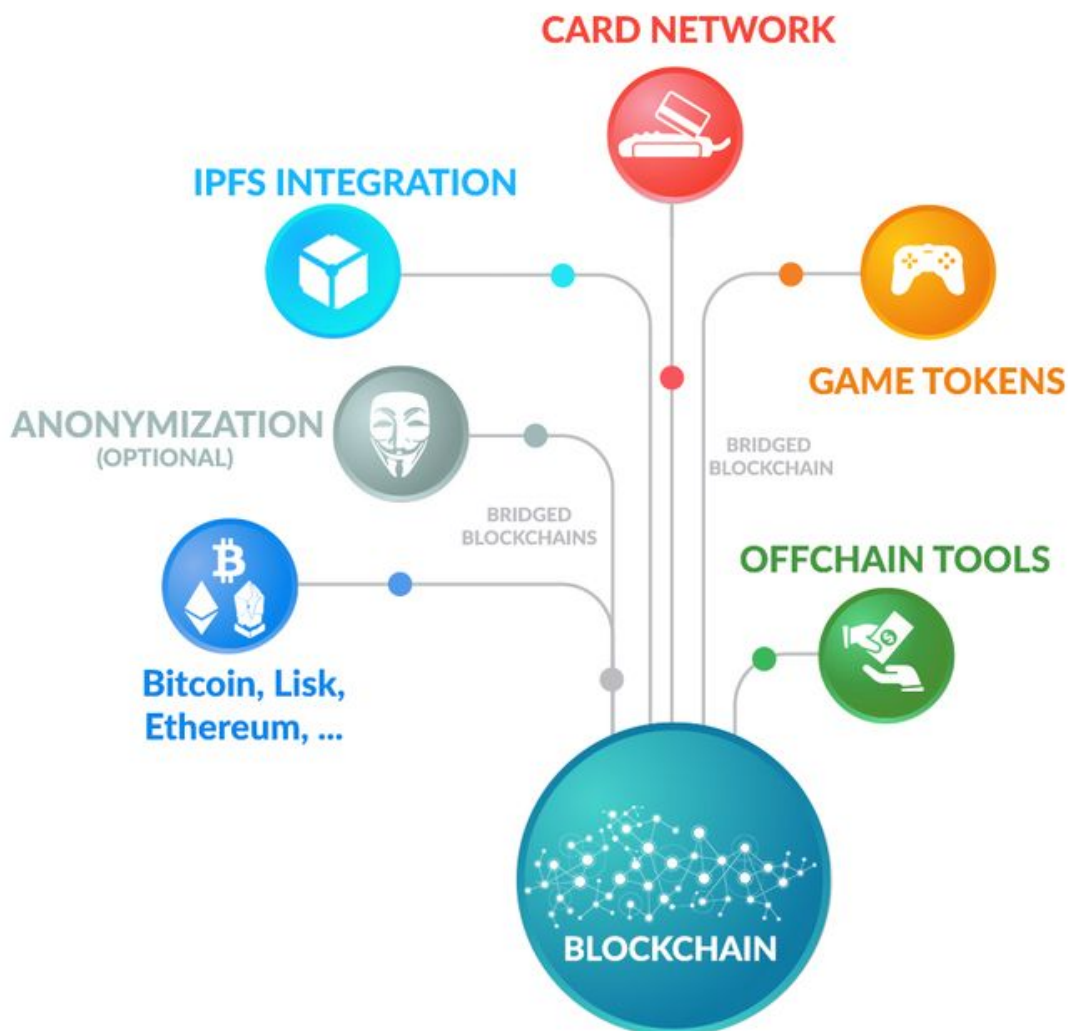 CARD NETWORK
IPFS INTEGRATION
GAME TOKENS
ANONYMIZATION
(OPTIONAL)
BRIDGED
BLOCKCHAIN
BRIDGED
BLOCKCHAINS
OFFCHAIN TOOLS
Bitcoin, Lisk,
Ethereum, ...
BLOCKCHAIN